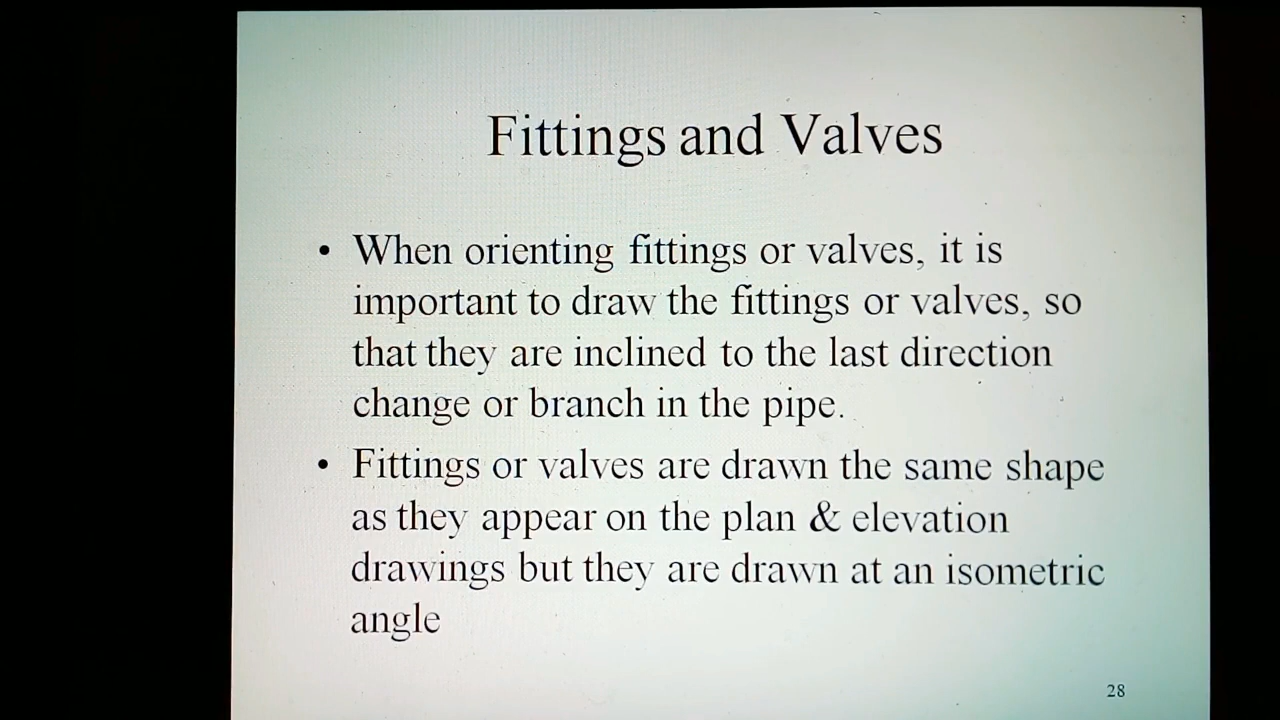 Fittings and Valves
• When orienting fittings or valves, it is
important to draw the fittings or valves, so
that they are inclined to the last direction
change or branch in the pipe.
• Fittings or valves are drawn the same shape
as they appear on the plan & elevation
drawings but they are drawn at an isometric
angle
28